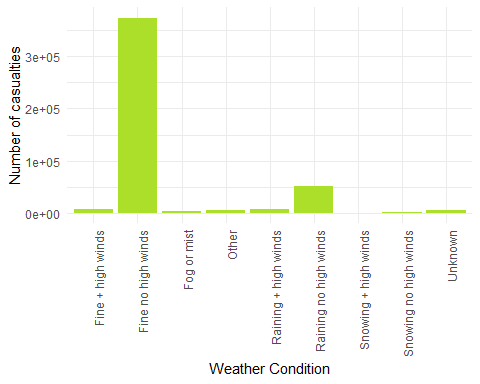 Number of casualties
3e+05
2e+05
1e+05
0e+00
Fine + high winds
Fine no high winds
Fog or mist
Other
Raining + high winds
Raining no high winds
Snowing + high winds
Snowing no high winds
Unknown
Weather Condition